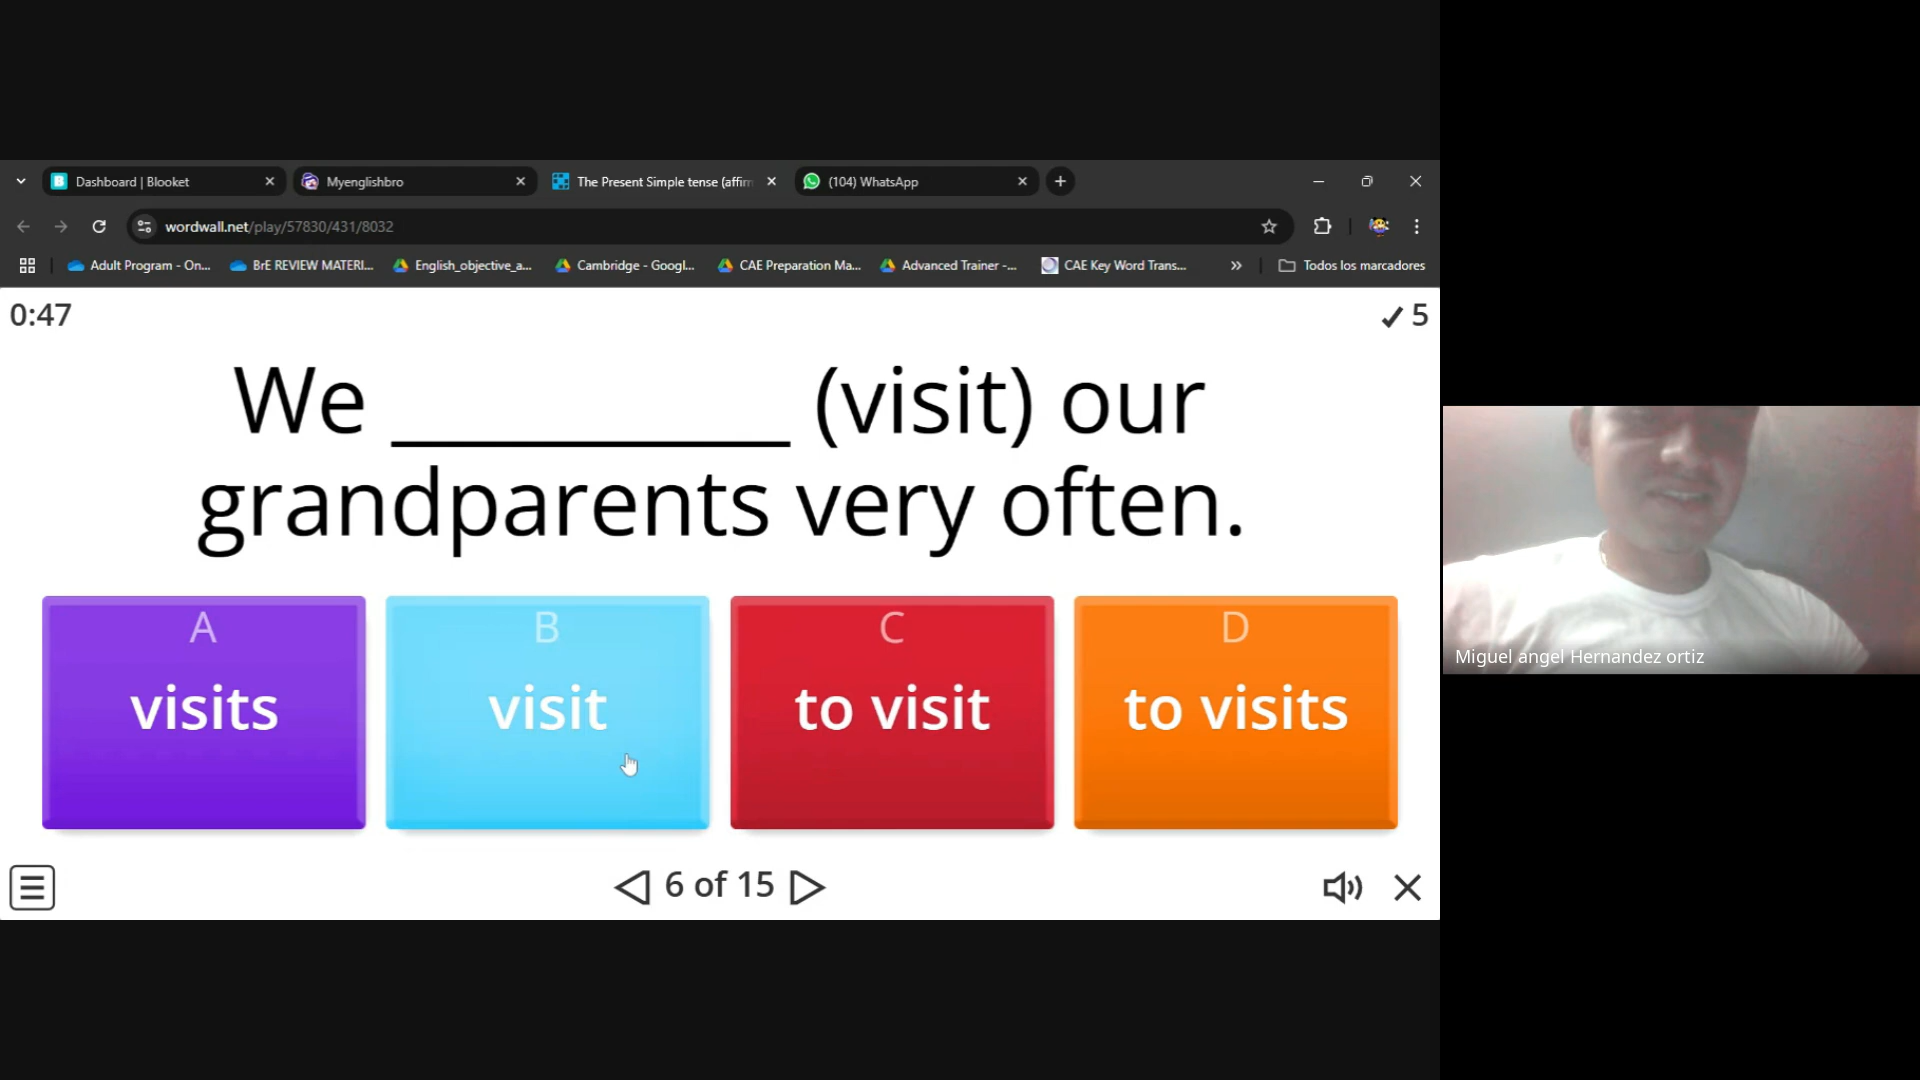 Dashboard | Blooket
Myenglishbro
The Present Simple tense (affir
(104) WhatsApp
wordwall.net/play/57830/431/8032
Adult Program - On...
BrE REVIEW MATERI...
English_objective_a...
Cambridge - Googl...
CAE Preparation Ma...
Advanced Trainer -...
CAE Key Word Trans...
»
Todos los marcadores
0:47
✓ 5
We __________ (visit) our
grandparents very often.
A
visits
B
visit
C
to visit
D
to visits
6 of 15
Miguel angel Hernandez ortiz